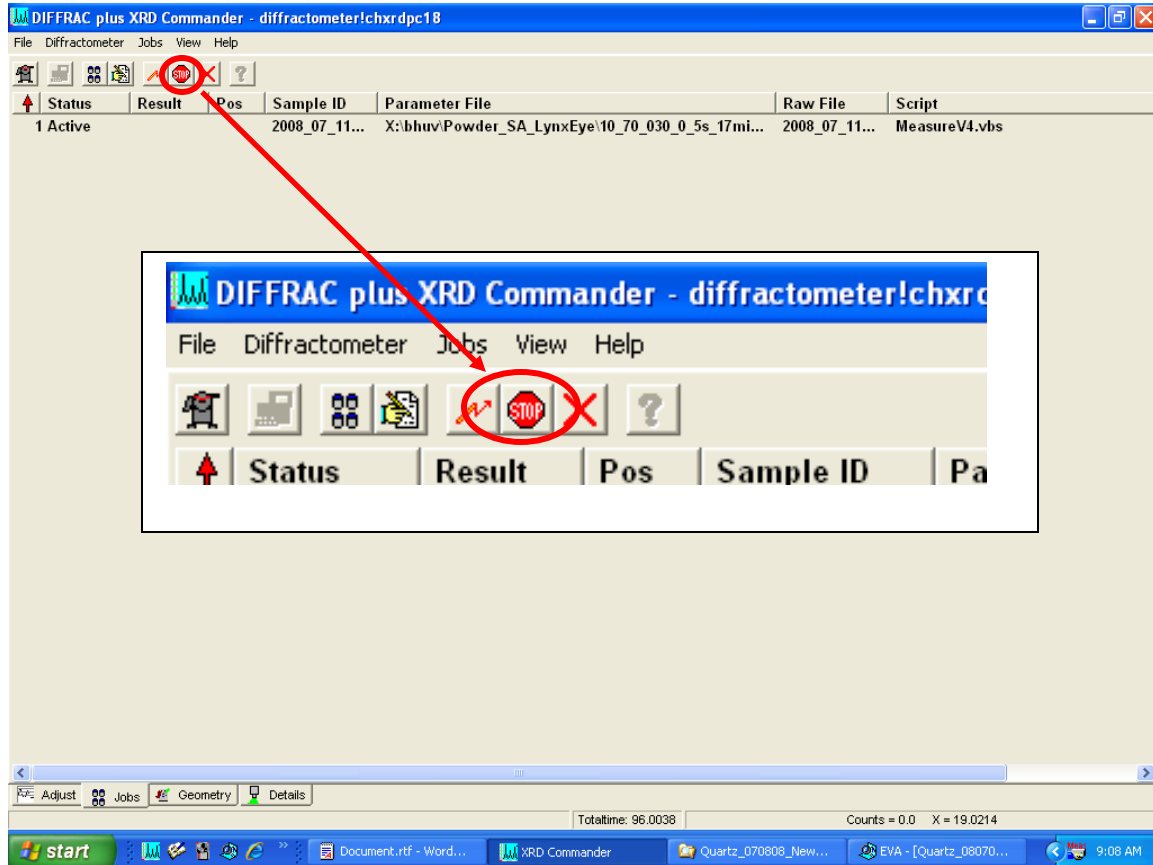 DIFFRAC plus XRD Commander - diffractometer!chxrdpc18
File Diffractometer Jobs View Help
STOP ?
Status Result Pos Sample ID Parameter File Raw File Script
1 Active 2008_07_11... X:\bhuv\Powder_SA_LynxEye\10_70_030_0_5s_17mi... 2008_07_11... MeasureV4.vbs
DIFFRAC plus XRD Commander - diffractometer!chxrd
File Diffractometer Jobs View Help
STOP ?
Status Result Pos Sample ID Pa
Adjust Jobs Geometry Details
Totaltime: 96.0038 Counts = 0.0 X = 19.0214
start Document.rtf - Word... XRD Commander Quartz_070808_New... EVA - [Quartz_08070... 9:08 AM